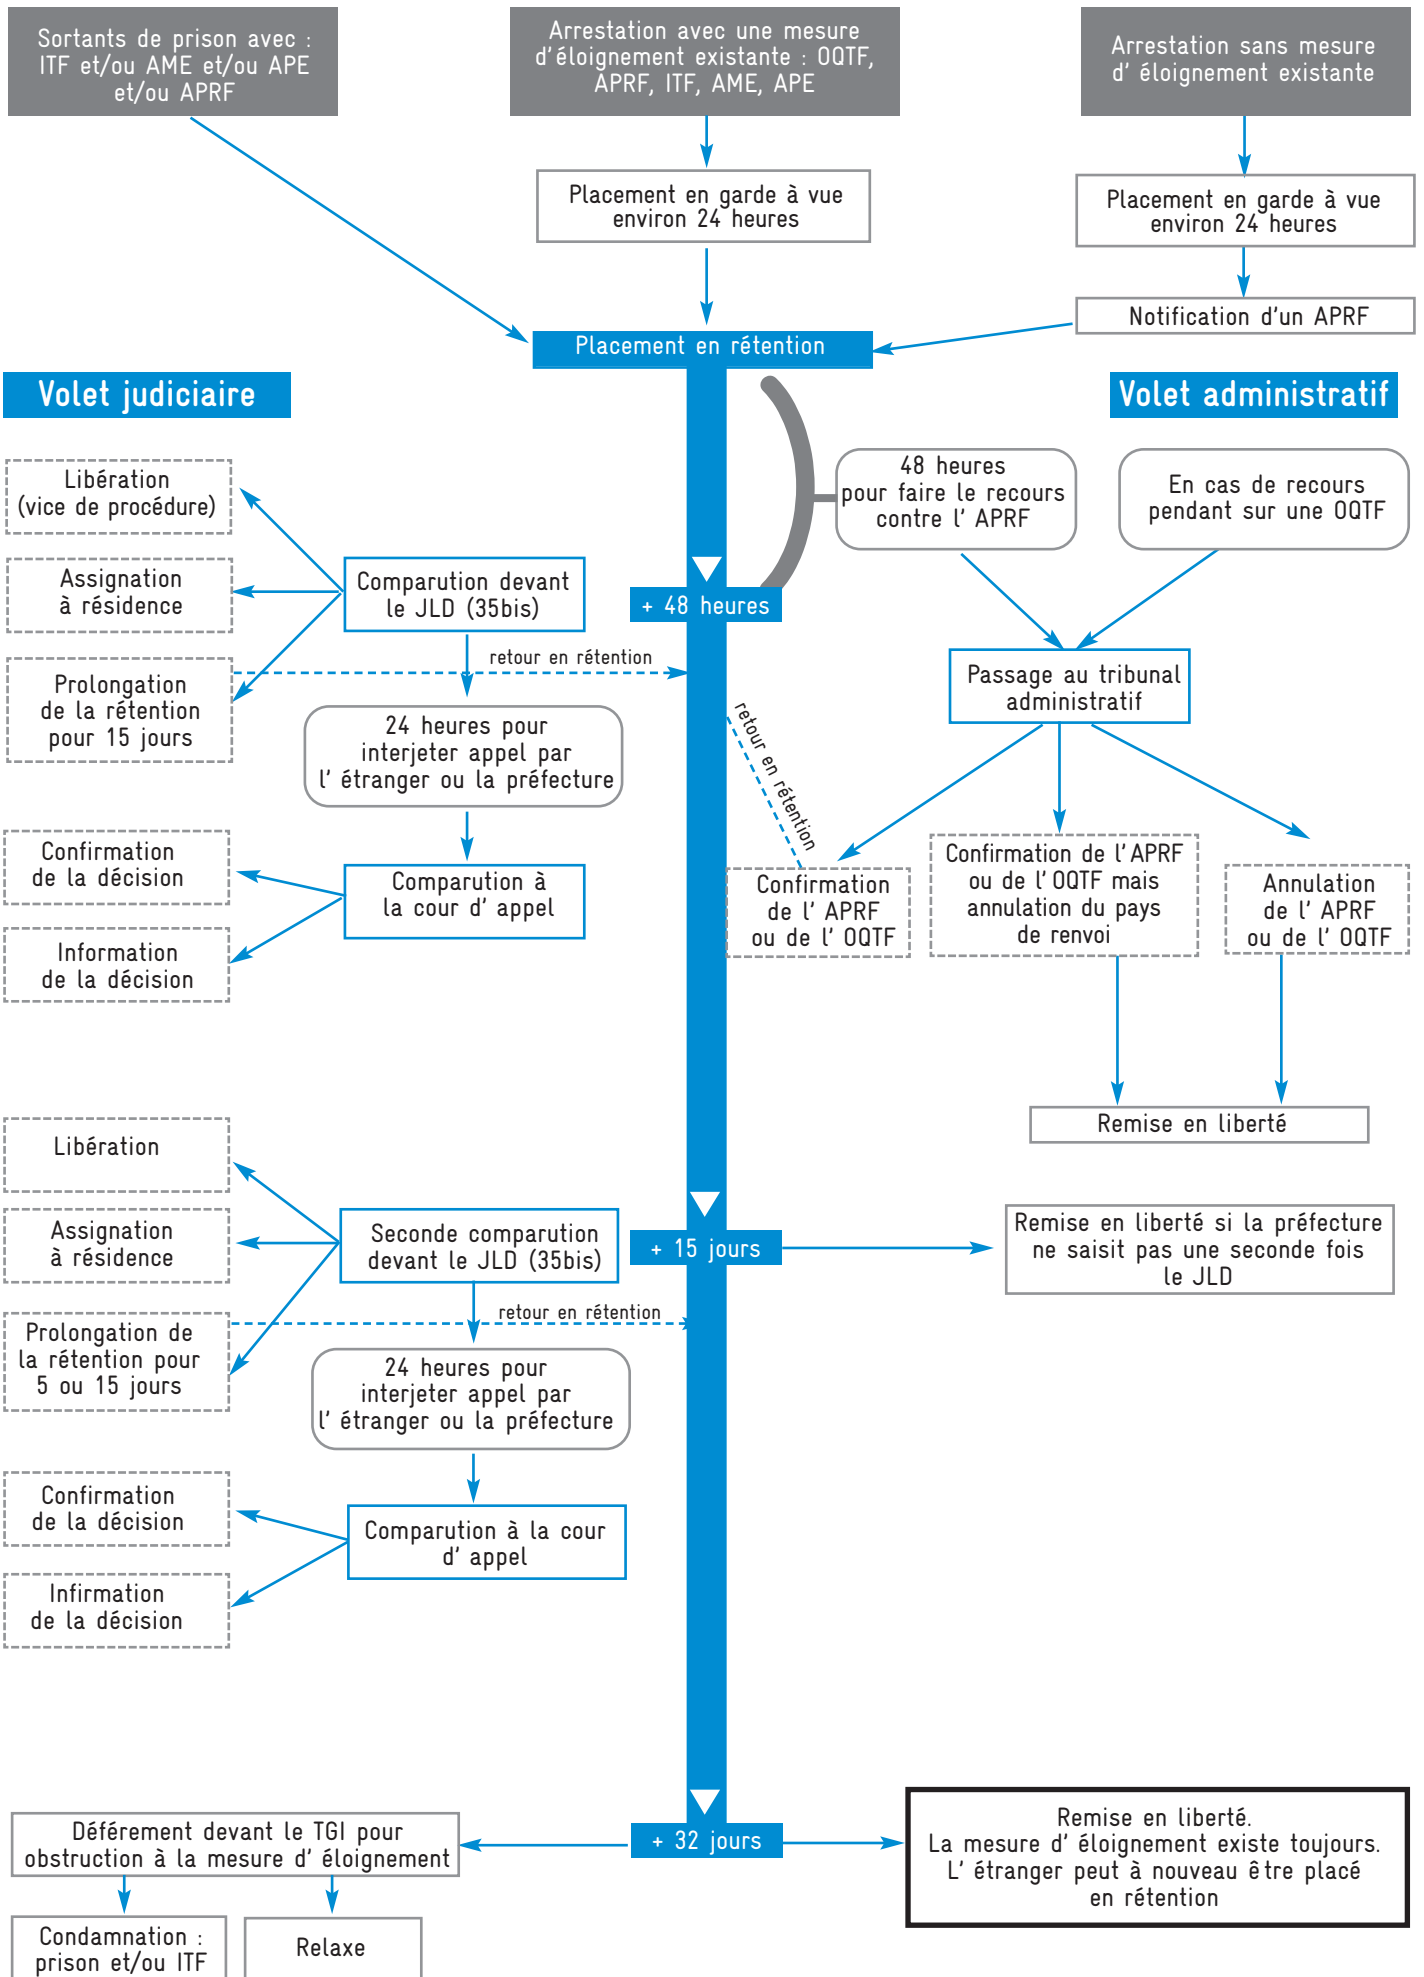 Sortants de prison avec :
ITF et/ou AME et/ou APE
et/ou APRF
Arrestation avec une mesure
d' éloignement existante : OQTF,
APRF, ITF, AME, APE
Arrestation sans mesure
d' éloignement existante
Placement en garde à vue
environ 24 heures
Placement en garde à vue
environ 24 heures
Notification d'un APRF
Placement en rétention
Volet judiciaire
Volet administratif
Libération
(vice de procédure)
Assignation
à résidence
Prolongation
de la rétention
pour 15 jours
Comparution devant
le JLD (35bis)
retour en rétention
24 heures pour
interjeter appel par
l' étranger ou la préfecture
Confirmation
de la décision
Information
de la décision
Comparution à
la cour d' appel
+ 48 heures
48 heures
pour faire le recours
contre l' APRF
En cas de recours
pendant sur une OQTF
Passage au tribunal
administratif
retour en rétention
Confirmation
de l' APRF
ou de l' OQTF
Confirmation de l' APRF
ou de l' OQTF mais
annulation du pays
de renvoi
Annulation
de l' APRF
ou de l' OQTF
Remise en liberté
Libération
Assignation
à résidence
Prolongation de
la rétention pour
5 ou 15 jours
Seconde comparution
devant le JLD (35bis)
+ 15 jours
Remise en liberté si la préfecture
ne saisit pas une seconde fois
le JLD
retour en rétention
24 heures pour
interjeter appel par
l' étranger ou la préfecture
Confirmation
de la décision
Infirmation
de la décision
Comparution à la cour
d' appel
Déférement devant le TGI pour
obstruction à la mesure d' éloignement
+ 32 jours
Remise en liberté.
La mesure d' éloignement existe toujours.
L' étranger peut à nouveau être placé
en rétention
Condamnation :
prison et/ou ITF
Relaxe